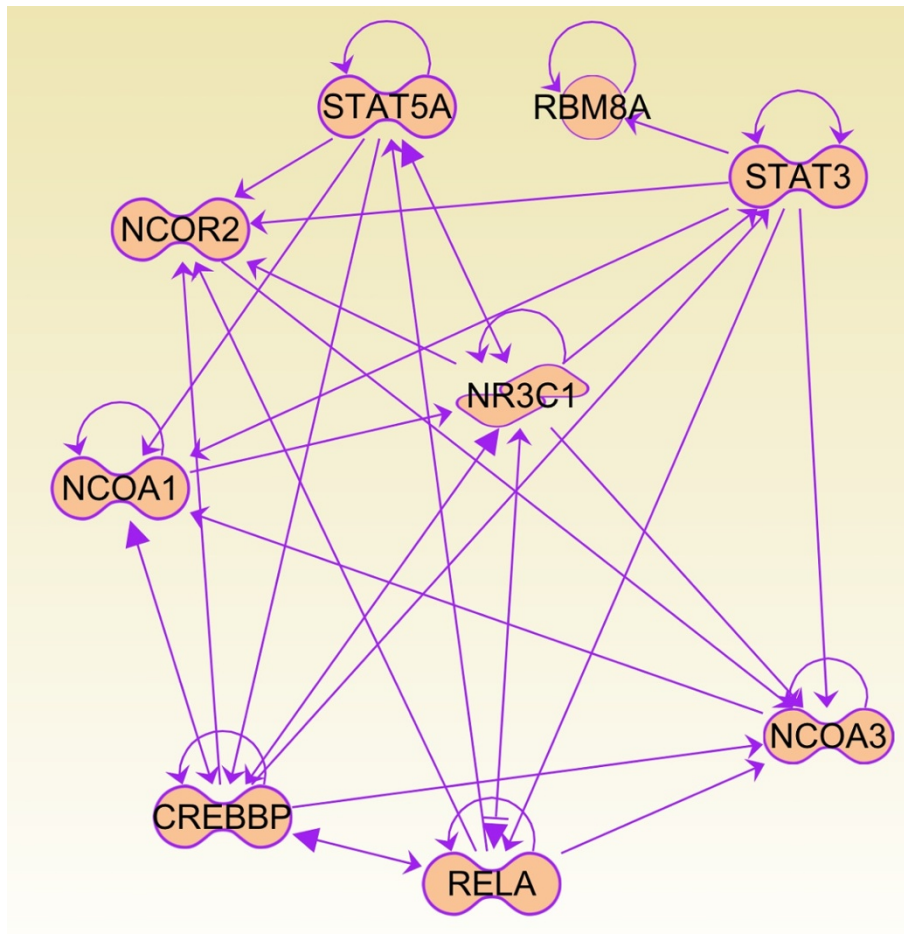 STAT5A
RBM8A
STAT3
NCOR2
NR3C1
NCOA1
NCOA3
CREBBP
RELA